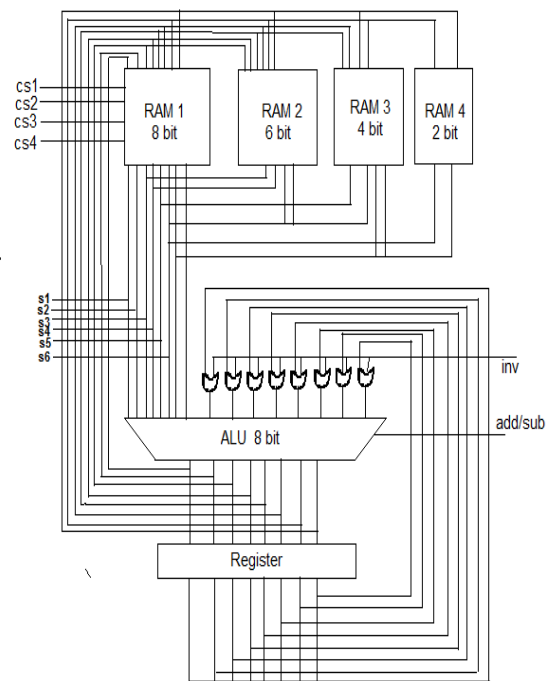 cs1
cs2
cs3
cs4
RAM 1
8 bit
RAM 2
6 bit
RAM 3
4 bit
RAM 4
2 bit
s1
s2
s3
s4
s5
s6
inv
add/sub
ALU 8 bit
Register